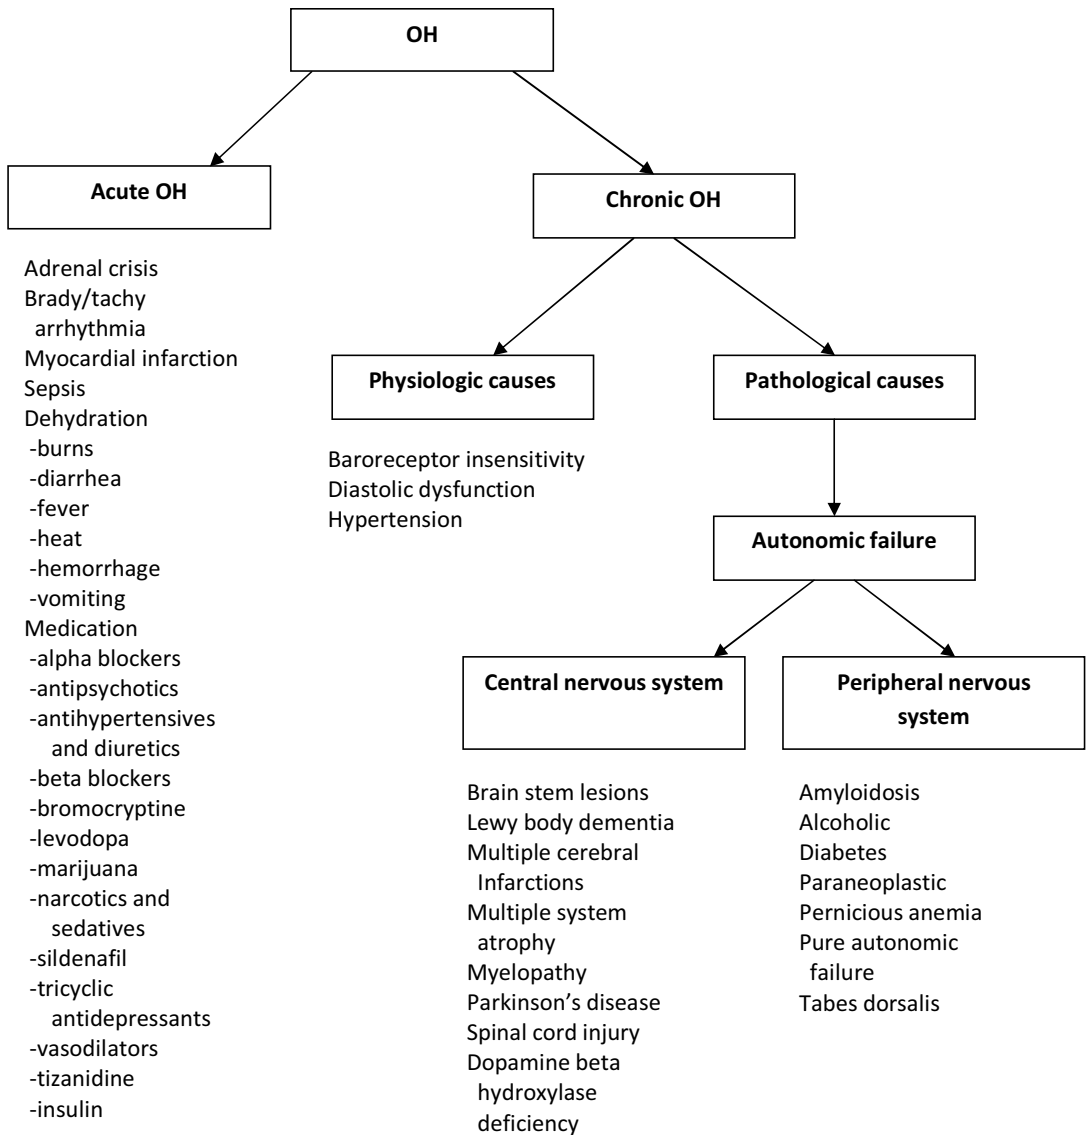 OH
Acute OH
Adrenal crisis
Brady/tachy
arrhythmia
Myocardial infarction
Sepsis
Dehydration
-burns
-diarrhea
-fever
-heat
-hemorrhage
-vomiting
Medication
-alpha blockers
-antipsychotics
-antihypertensives
and diuretics
-beta blockers
-bromocryptine
-levodopa
-marijuana
-narcotics and
sedatives
-sildenafil
-tricyclic
antidepressants
-vasodilators
-tizanidine
-insulin
Chronic OH
Physiologic causes
Baroreceptor insensitivity
Diastolic dysfunction
Hypertension
Pathological causes
Autonomic failure
Central nervous system
Brain stem lesions
Lewy body dementia
Multiple cerebral
Infarctions
Multiple system
atrophy
Myelopathy
Parkinson’s disease
Spinal cord injury
Dopamine beta
hydroxylase
deficiency
Peripheral nervous
system
Amyloidosis
Alcoholic
Diabetes
Paraneoplastic
Pernicious anemia
Pure autonomic
failure
Tabes dorsalis